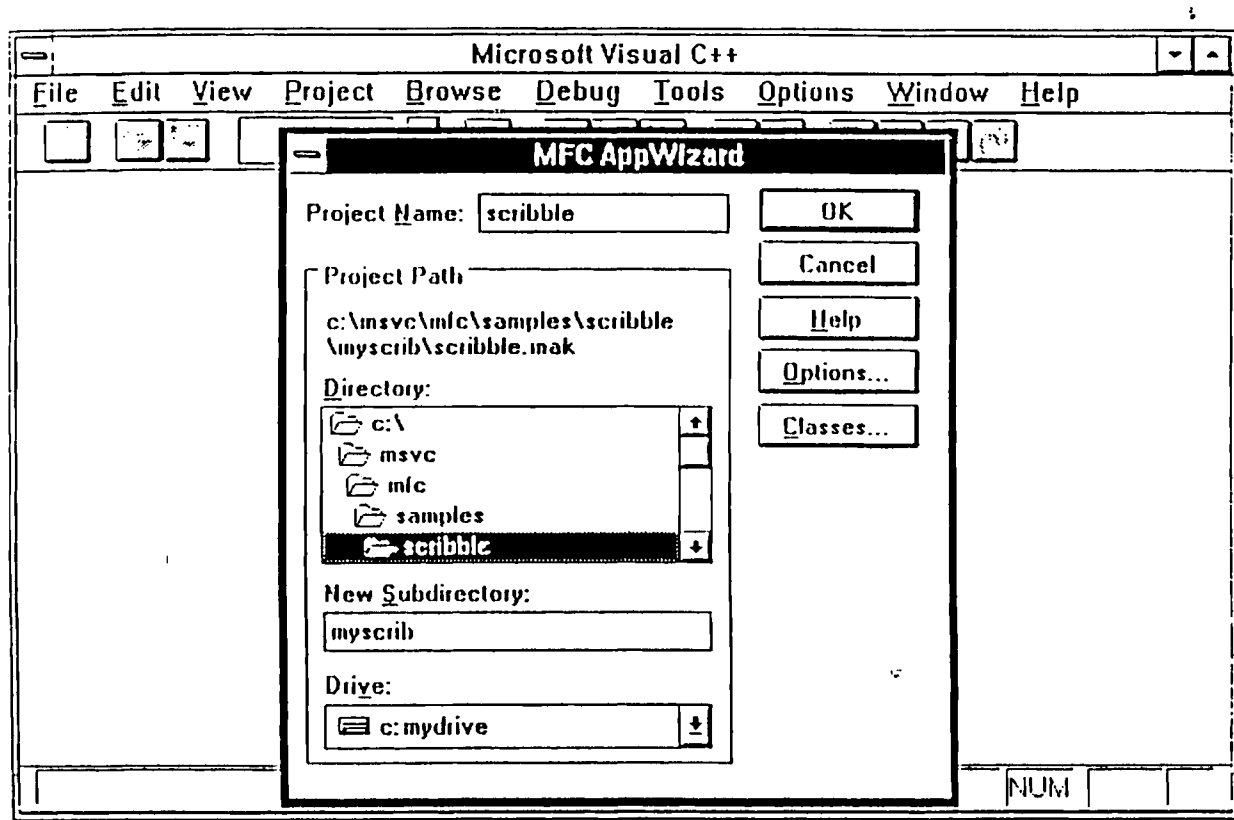 Microsoft Visual C++
File Edit View Project Browse Debug Tools Options Window Help
MFC AppWizard
Project Name: scribble
OK
Cancel
Help
Options...
Classes...
Project Path
c:\msvc\mfc\samples\scribble
\myscrib\scribble.mak
Directory:
c:\
msvc
mfc
samples
scribble
New Subdirectory:
myscrib
Drive:
c: mydrive
NUM